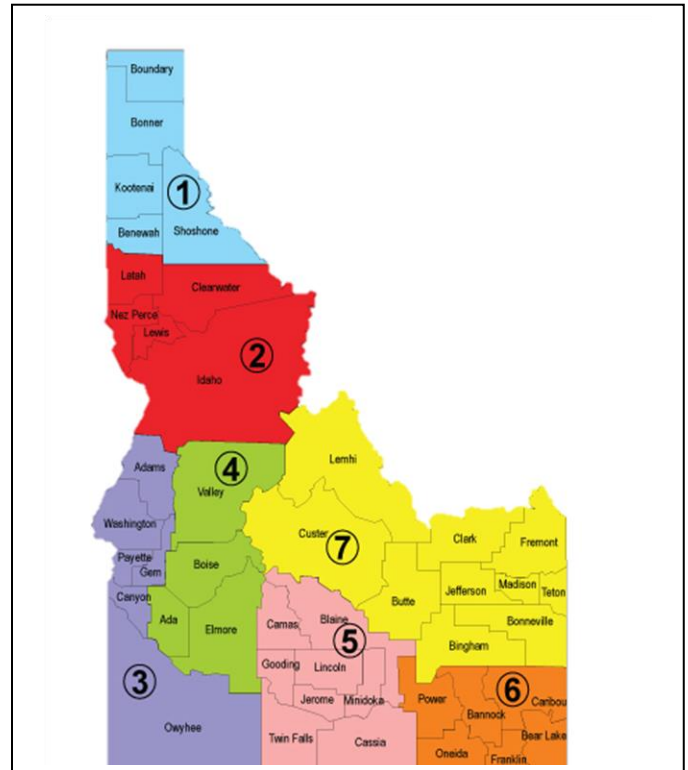 Boundary
Bonner
Kootenai
1
Benewah
Shoshone
Latah
Clearwater
Nez Perce
Lewis
2
Idaho
Adams
4
Lemhi
Valley
Washington
Custer
7
Clark
Fremont
Payette
Gem
Boise
Canyon
Butte
Jefferson
Madison
Teton
Ada
Elmore
Camas
Blaine
Bonneville
5
Bingham
Gooding
Lincoln
3
6
Jerome
Minidoka
Power
Caribou
Bannock
Owyhee
Twin Falls
Cassia
Bear Lake
Oneida
Franklin